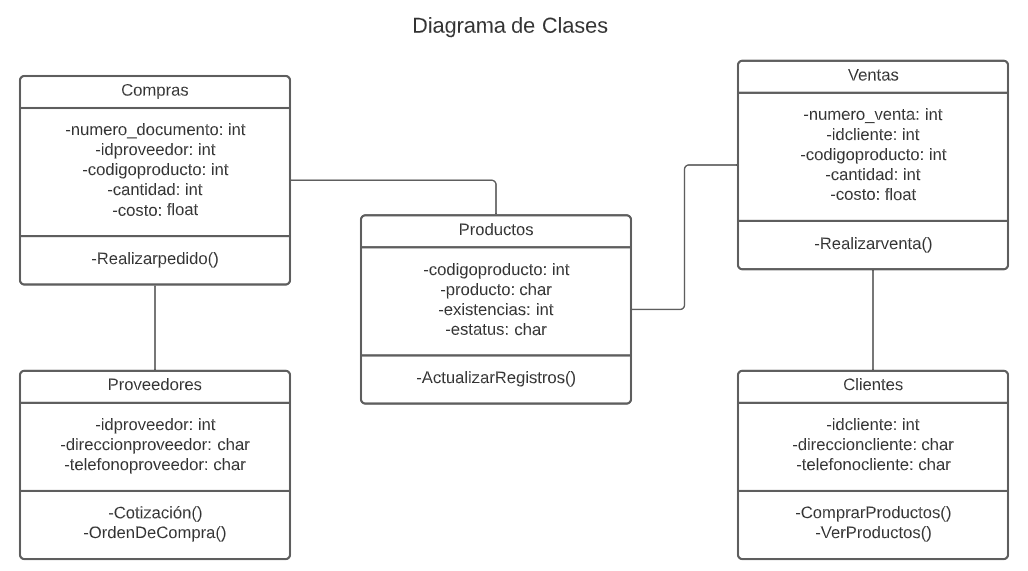 Diagrama de Clases
Compras
-numero_documento: int
-idproveedor: int
-codigoproducto: int
-cantidad: int
-costo: float
-Realizarpedido()
Proveedores
-idproveedor: int
-direccionproveedor: char
-telefonoproveedor: char
-Cotización()
-OrdenDeCompra()
Productos
-codigoproducto: int
-producto: char
-existencias: int
-estatus: char
-ActualizarRegistros()
Ventas
-numero_venta: int
-idcliente: int
-codigoproducto: int
-cantidad: int
-costo: float
-Realizarventa()
Clientes
-idcliente: int
-direccioncliente: char
-telefonocliente: char
-ComprarProductos()
-VerProductos()